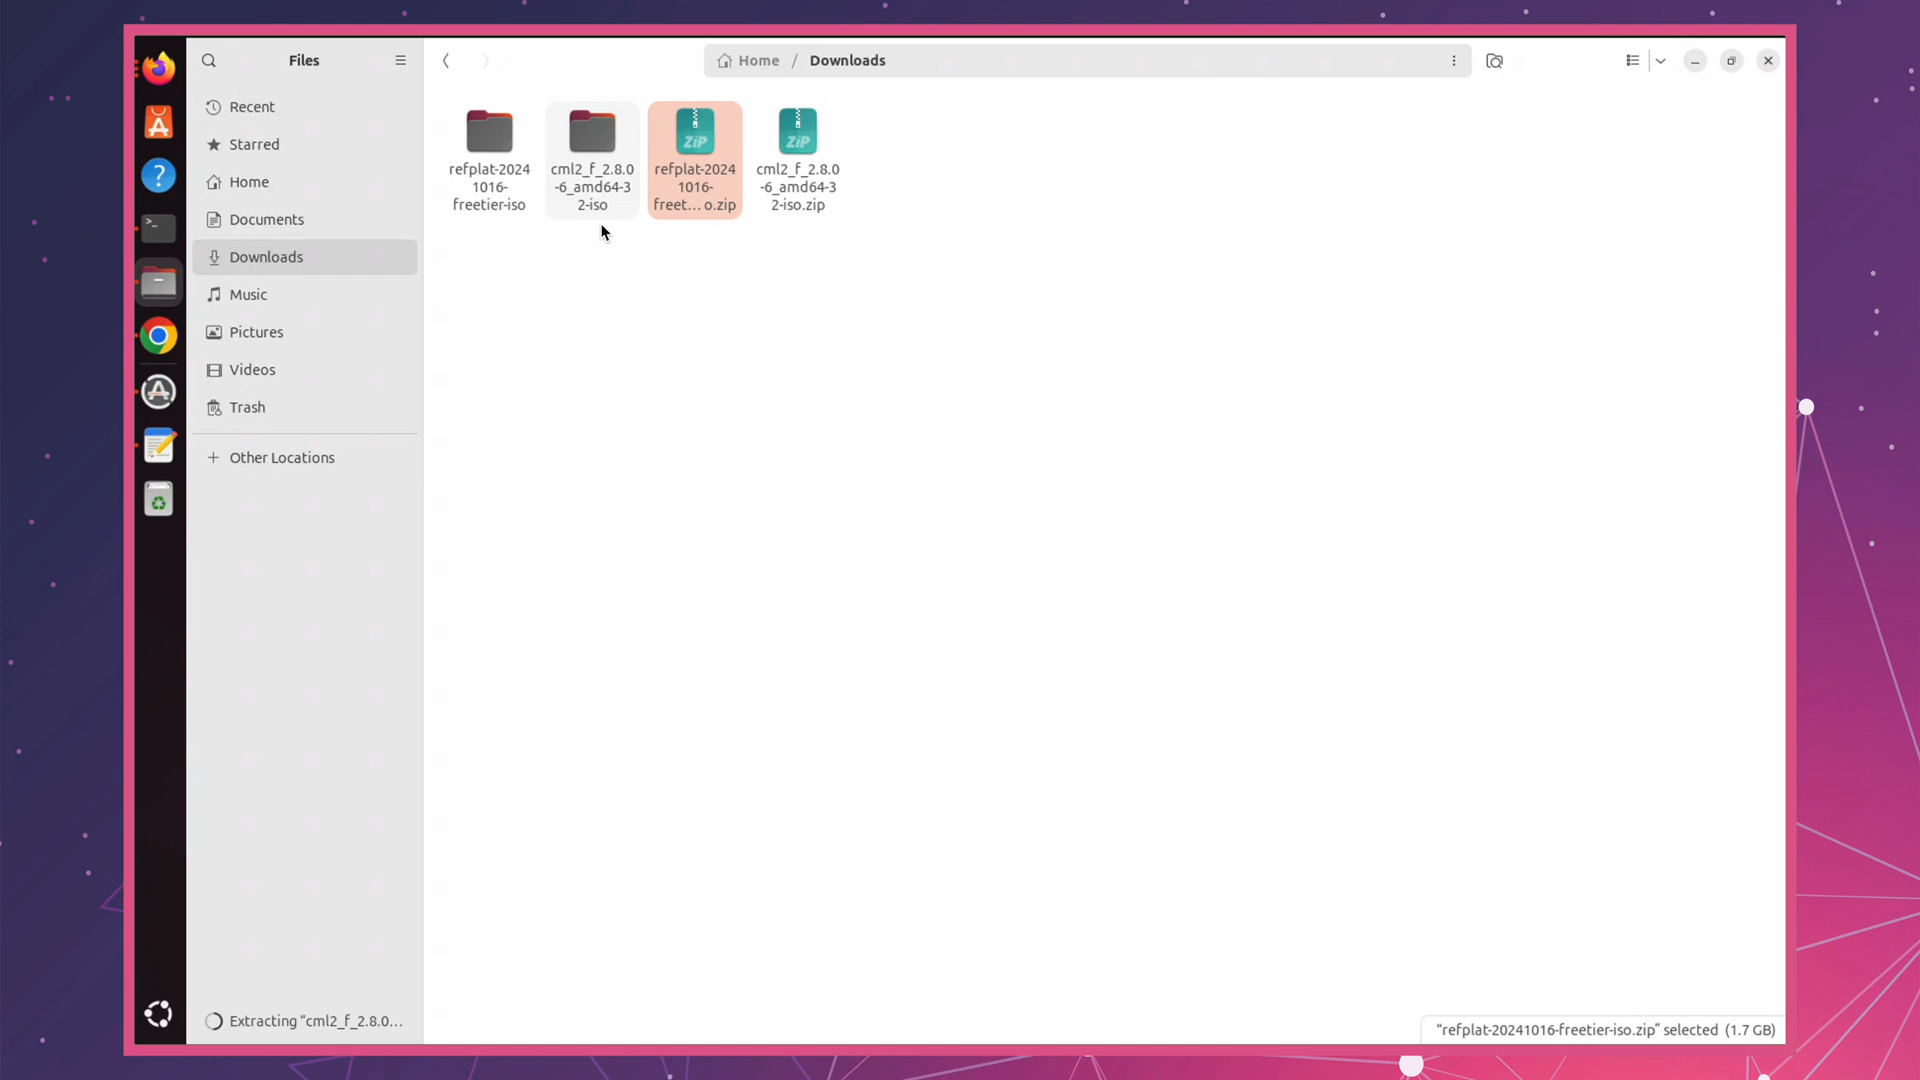 Files
Home / Downloads
Recent
Starred
Home
Documents
Downloads
Music
Pictures
Videos
Trash
Other Locations
refplat-2024
1016-
freetier-iso
cml2_f_2.8.0
-6_amd64-3
2-iso
refplat-2024
1016-
freet… o.zip
ZIP
cml2_f_2.8.0
-6_amd64-3
2-iso.zip
ZIP
Extracting “cml2_f_2.8.0…
“refplat-20241016-freetier-iso.zip” selected (1.7 GB)